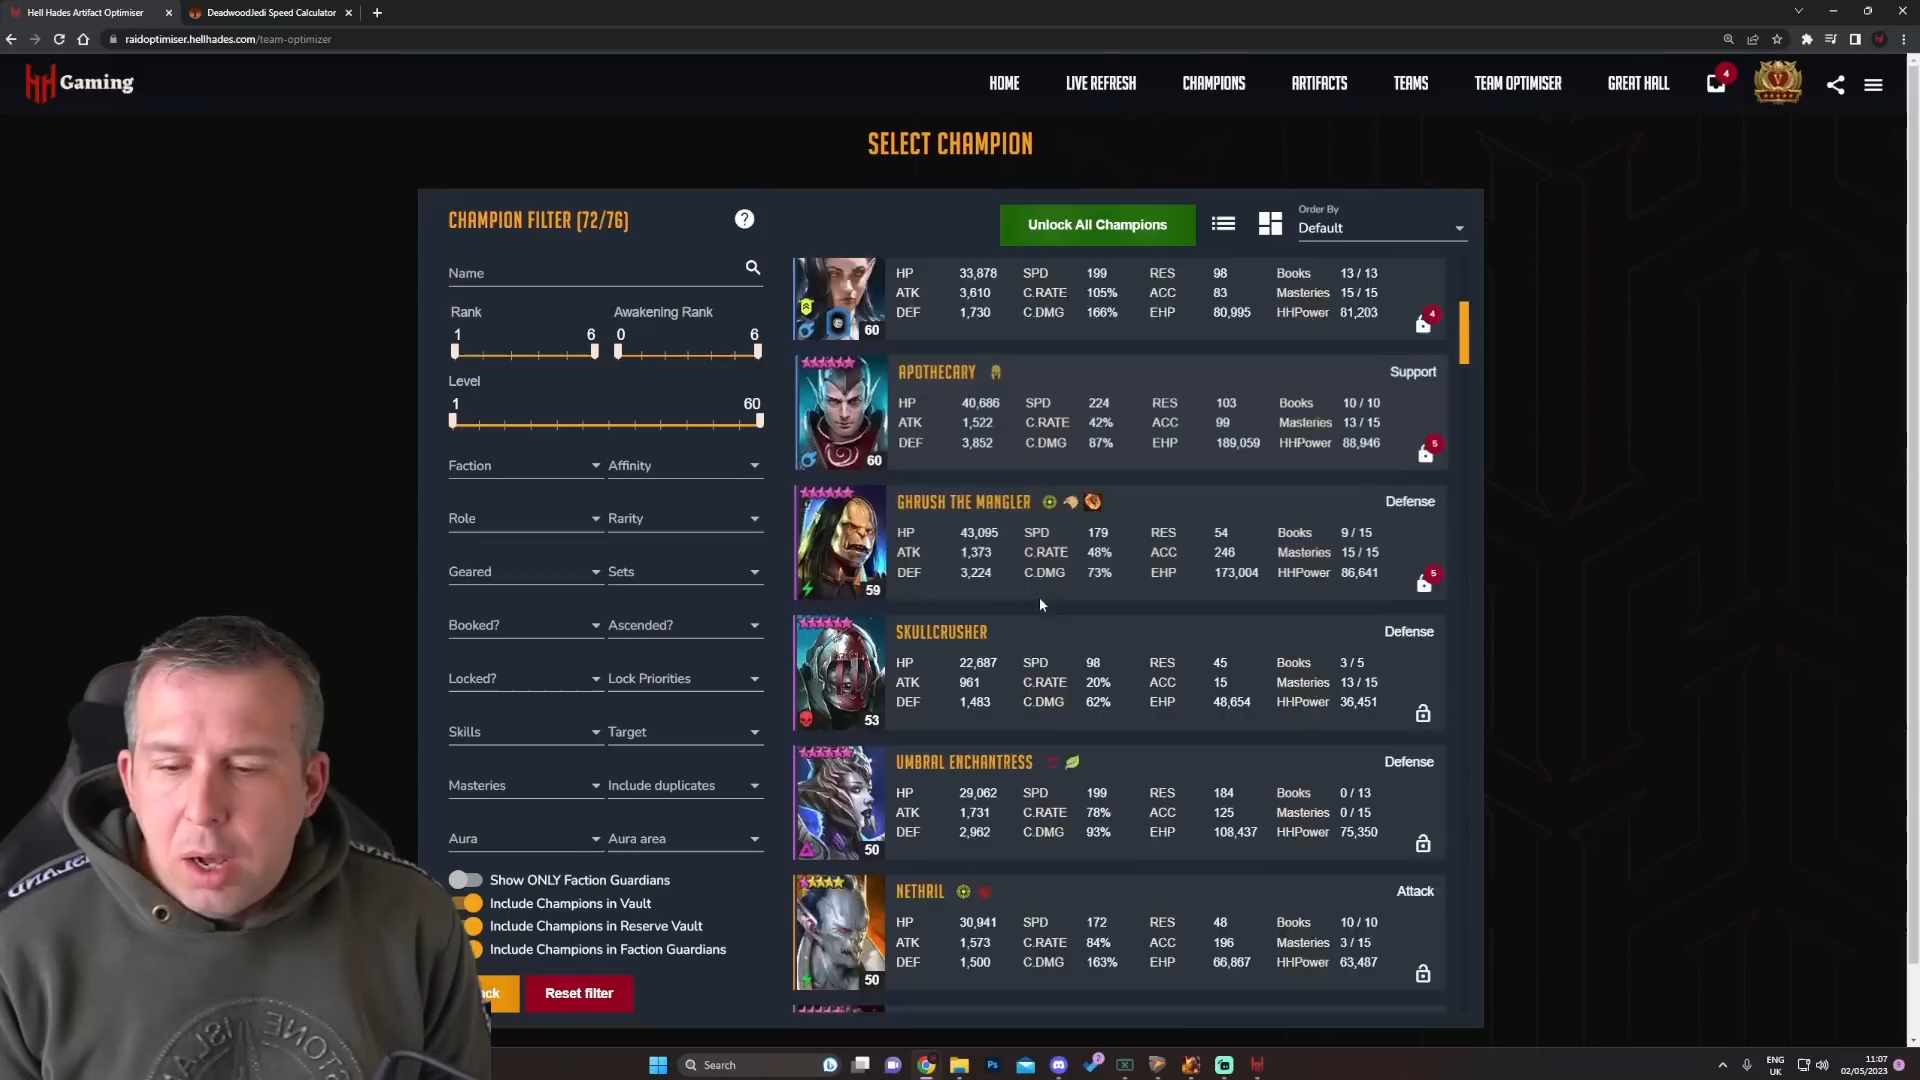 Hell Hades Artifact Optimiser
DeadwoodJedi Speed Calculator
raidoptimiser.hellhades.com/team-optimizer
Gaming
HOME
LIVE REFRESH
CHAMPIONS
ARTIFACTS
TEAMS
TEAM OPTIMISER
GREAT HALL
4
V
SELECT CHAMPION
CHAMPION FILTER (72/76)
?
Unlock All Champions
Order By
Default
Name
Rank
1 6
Awakening Rank
0 6
Level
1 60
Faction Affinity
Role Rarity
Geared Sets
Booked? Ascended?
Locked? Lock Priorities
Skills Target
Masteries Include duplicates
Aura Aura area
Show ONLY Faction Guardians
Include Champions in Vault
Include Champions in Reserve Vault
Include Champions in Faction Guardians
Reset filter
HP 33,878 SPD 199 RES 98 Books 13 / 13
ATK 3,610 C.RATE 105% ACC 83 Masteries 15 / 15
DEF 1,730 C.DMG 166% EHP 80,995 HHPower 81,203
60
4
APOTHECARY Support
HP 40,686 SPD 224 RES 103 Books 10 / 10
ATK 1,522 C.RATE 42% ACC 99 Masteries 13 / 15
DEF 3,852 C.DMG 87% EHP 189,059 HHPower 88,946
60
5
GHRUSH THE MANGLER Defense
HP 43,095 SPD 179 RES 54 Books 9 / 15
ATK 1,373 C.RATE 48% ACC 246 Masteries 15 / 15
DEF 3,224 C.DMG 73% EHP 173,004 HHPower 86,641
59
5
SKULLCRUSHER Defense
HP 22,687 SPD 98 RES 45 Books 3 / 5
ATK 961 C.RATE 20% ACC 15 Masteries 13 / 15
DEF 1,483 C.DMG 62% EHP 48,654 HHPower 36,451
53
UMBRAL ENCHANTRESS Defense
HP 29,062 SPD 199 RES 184 Books 0 / 13
ATK 1,731 C.RATE 78% ACC 125 Masteries 0 / 15
DEF 2,962 C.DMG 93% EHP 108,437 HHPower 75,350
50
NETHRIL Attack
HP 30,941 SPD 172 RES 48 Books 10 / 10
ATK 1,573 C.RATE 84% ACC 196 Masteries 3 / 15
DEF 1,500 C.DMG 163% EHP 66,867 HHPower 63,487
50
Search
Ps
2
ENG
UK
11:07
02/05/2023